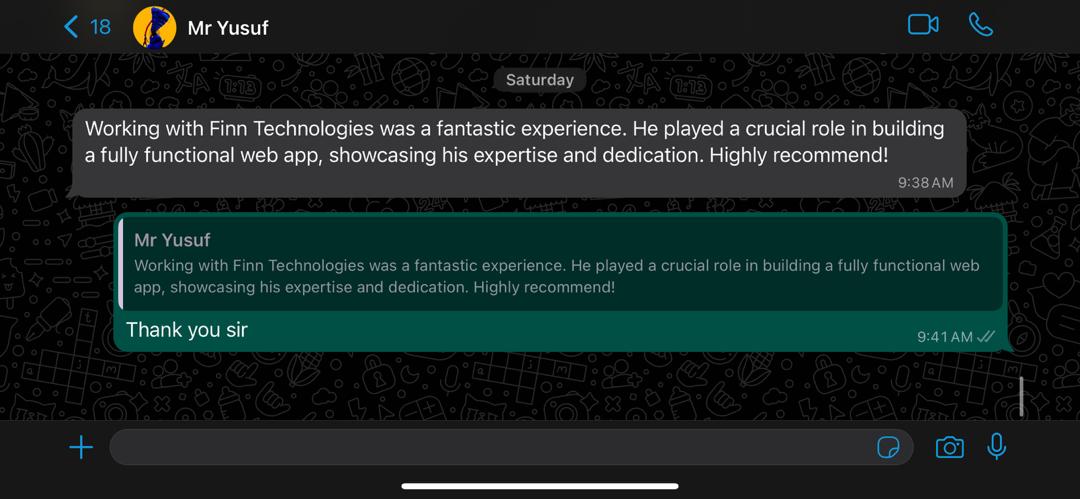 18
Mr Yusuf
Saturday
Working with Finn Technologies was a fantastic experience. He played a crucial role in building
a fully functional web app, showcasing his expertise and dedication. Highly recommend!
9:38 AM
Mr Yusuf
Working with Finn Technologies was a fantastic experience. He played a crucial role in building a fully functional web
app, showcasing his expertise and dedication. Highly recommend!
Thank you sir
9:41 AM